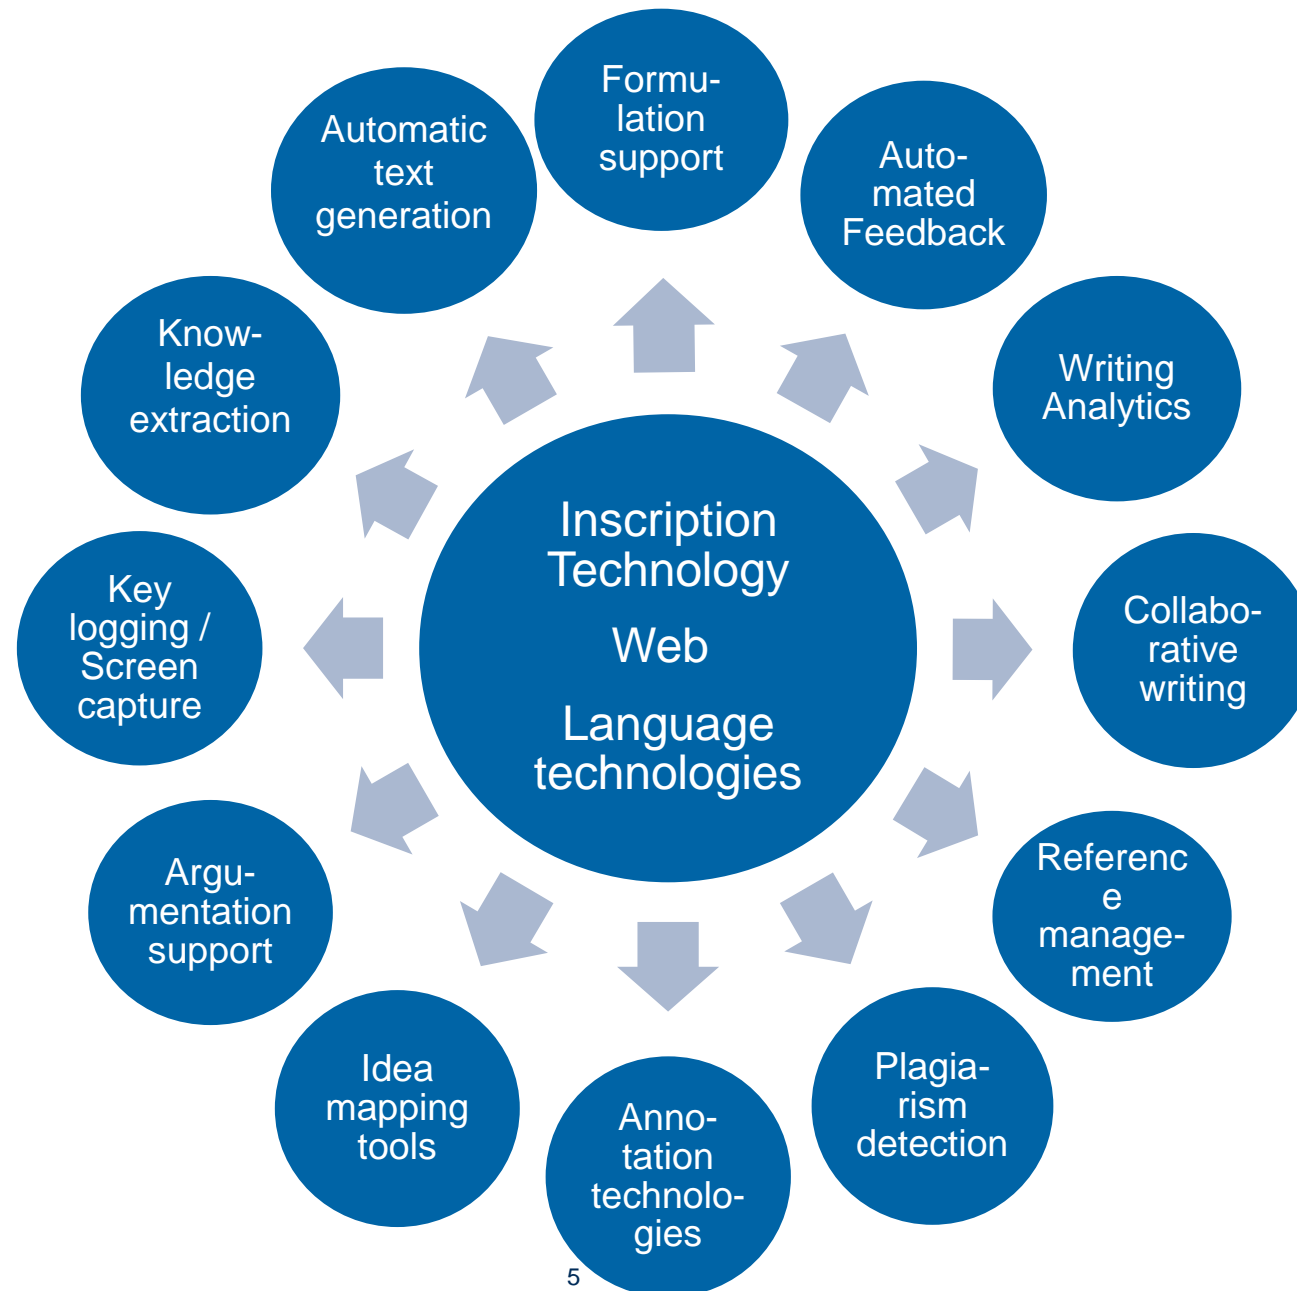 Formu-
lation
support
Auto-
mated
Feedback
Writing
Analytics
Collabo-
rative
writing
Referenc
e
manage-
ment
Plagia-
rism
detection
Anno-
tation
technolo-
gies
Idea
mapping
tools
Argu-
mentation
support
Key
logging /
Screen
capture
Know-
ledge
extraction
Automatic
text
generation
Inscription
Technology
Web
Language
technologies
5